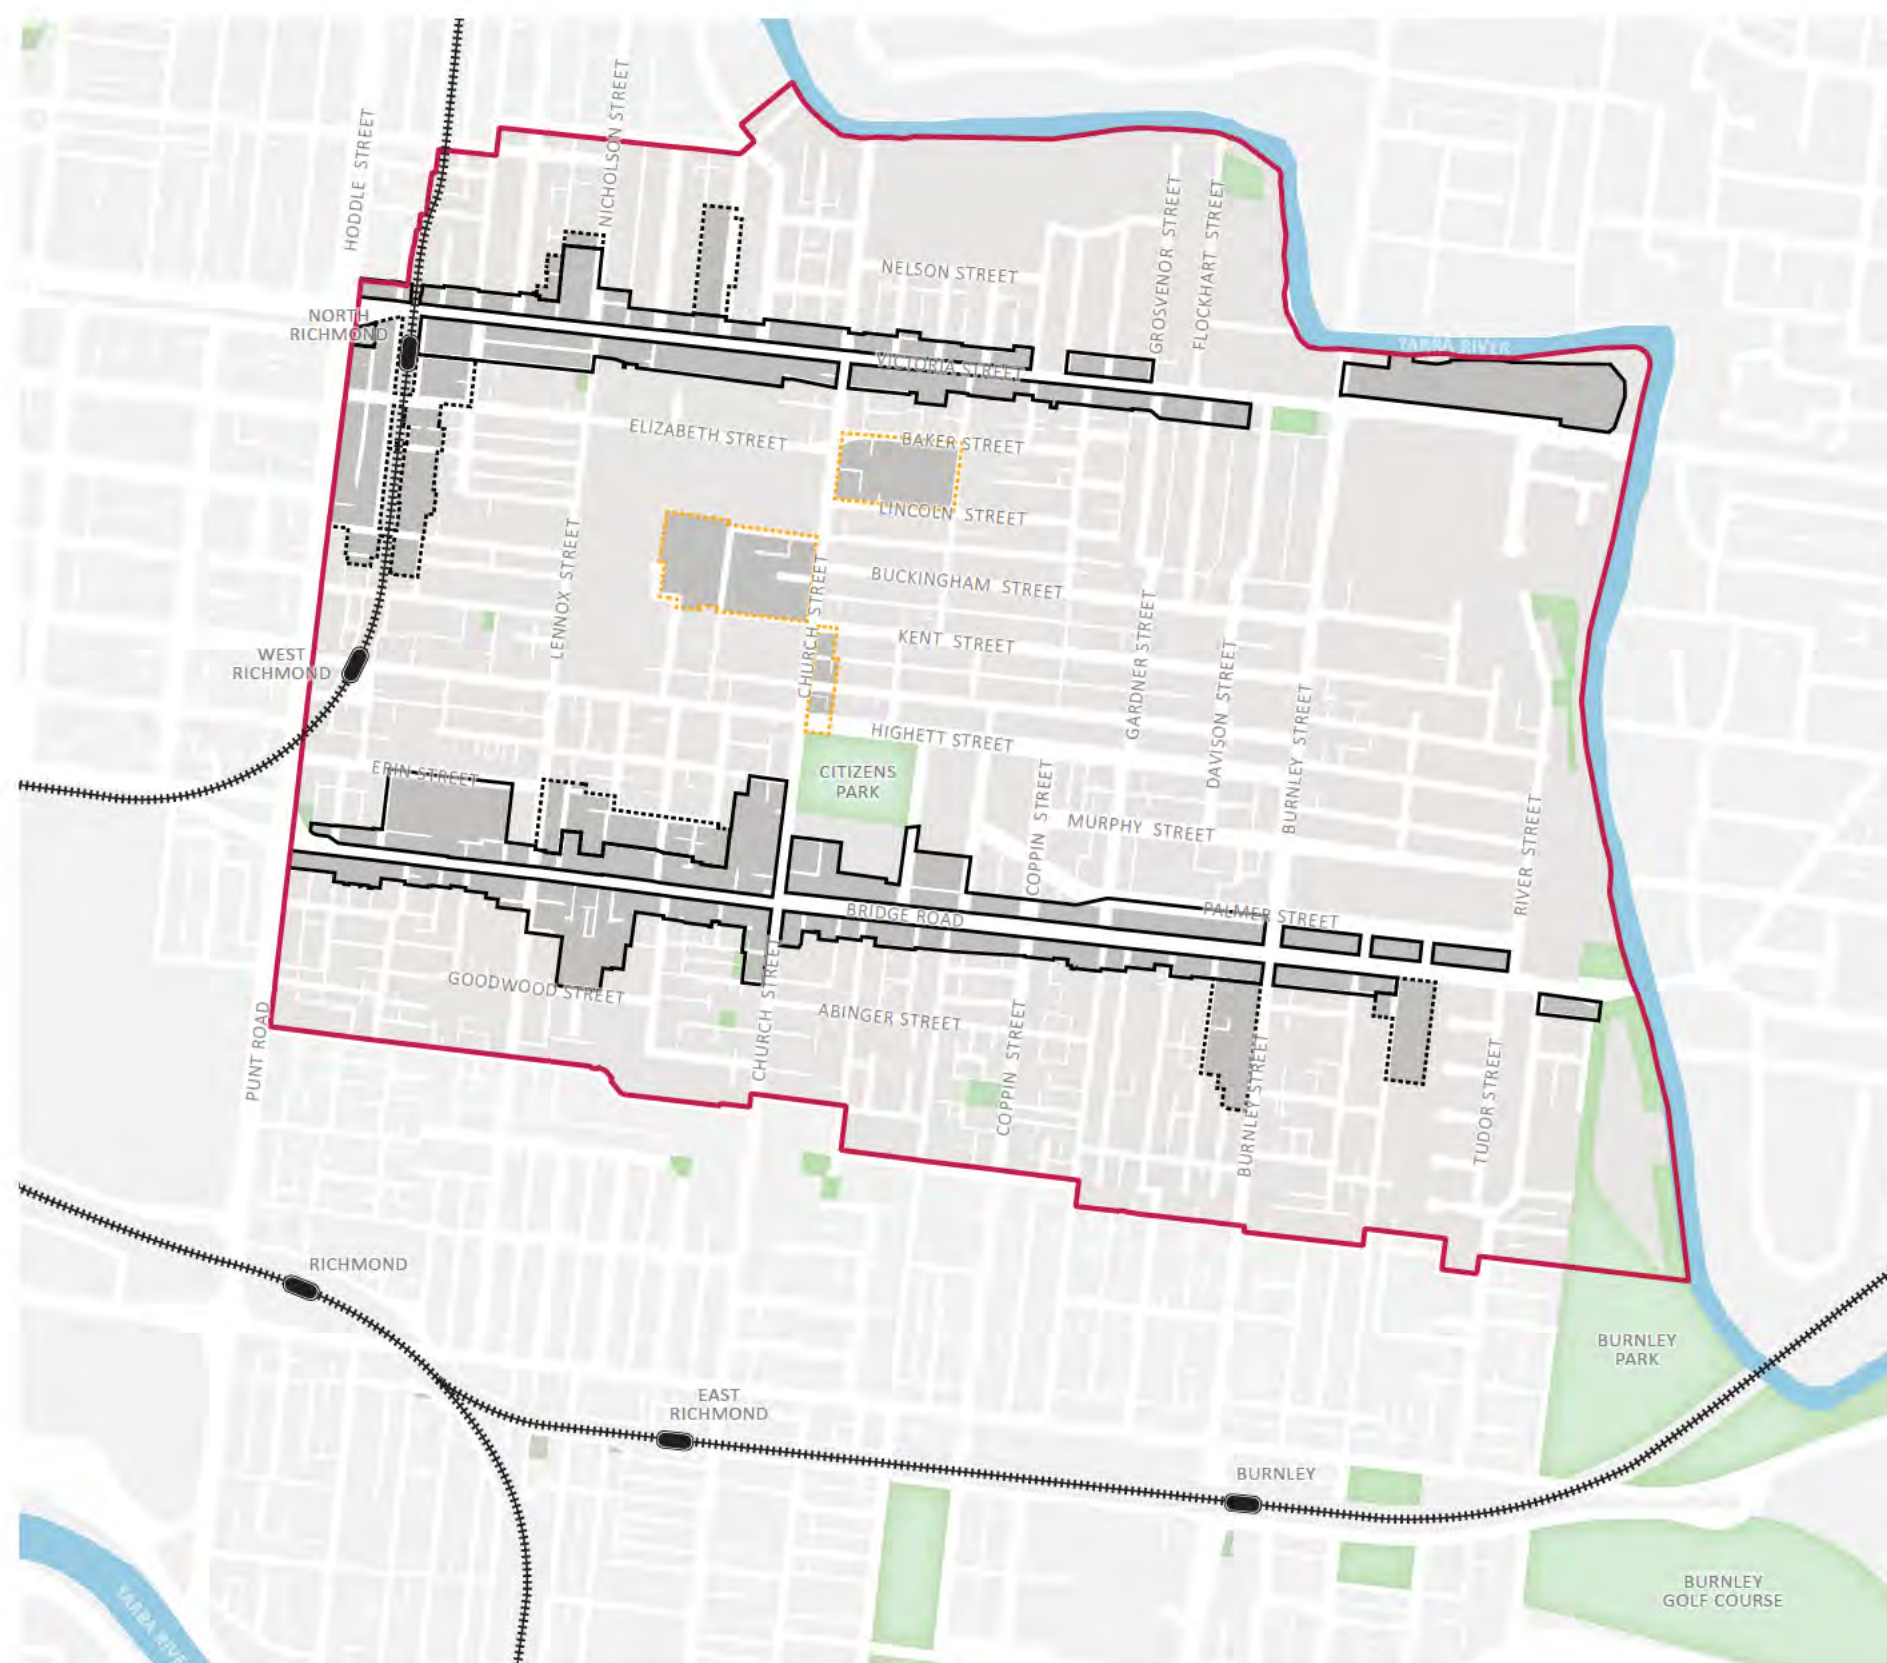 HODDLE STREET
NICHOLSON STREET
GROSVENOR STREET
FLOCKHART STREET
NELSON STREET
NORTH
RICHMOND
VICTORIA STREET
YARRA RIVER
ELIZABETH STREET
BAKER STREET
LINCOLN STREET
LENNOX STREET
CHURCH STREET
BUCKINGHAM STREET
KENT STREET
GARDNER STREET
DAVISON STREET
BURNLEY STREET
WEST
RICHMOND
HIGHETT STREET
ERIN STREET
CITIZENS
PARK
COPPIN STREET
MURPHY STREET
RIVER STREET
BRIDGE ROAD
PALMER STREET
GOODWOOD STREET
CHURCH STREET
ABINGER STREET
COPPIN STREET
PUNT ROAD
BURNLEY STREET
TUDOR STREET
RICHMOND
BURNLEY
PARK
EAST
RICHMOND
BURNLEY
BURNLEY
GOLF COURSE
YARRA RIVE